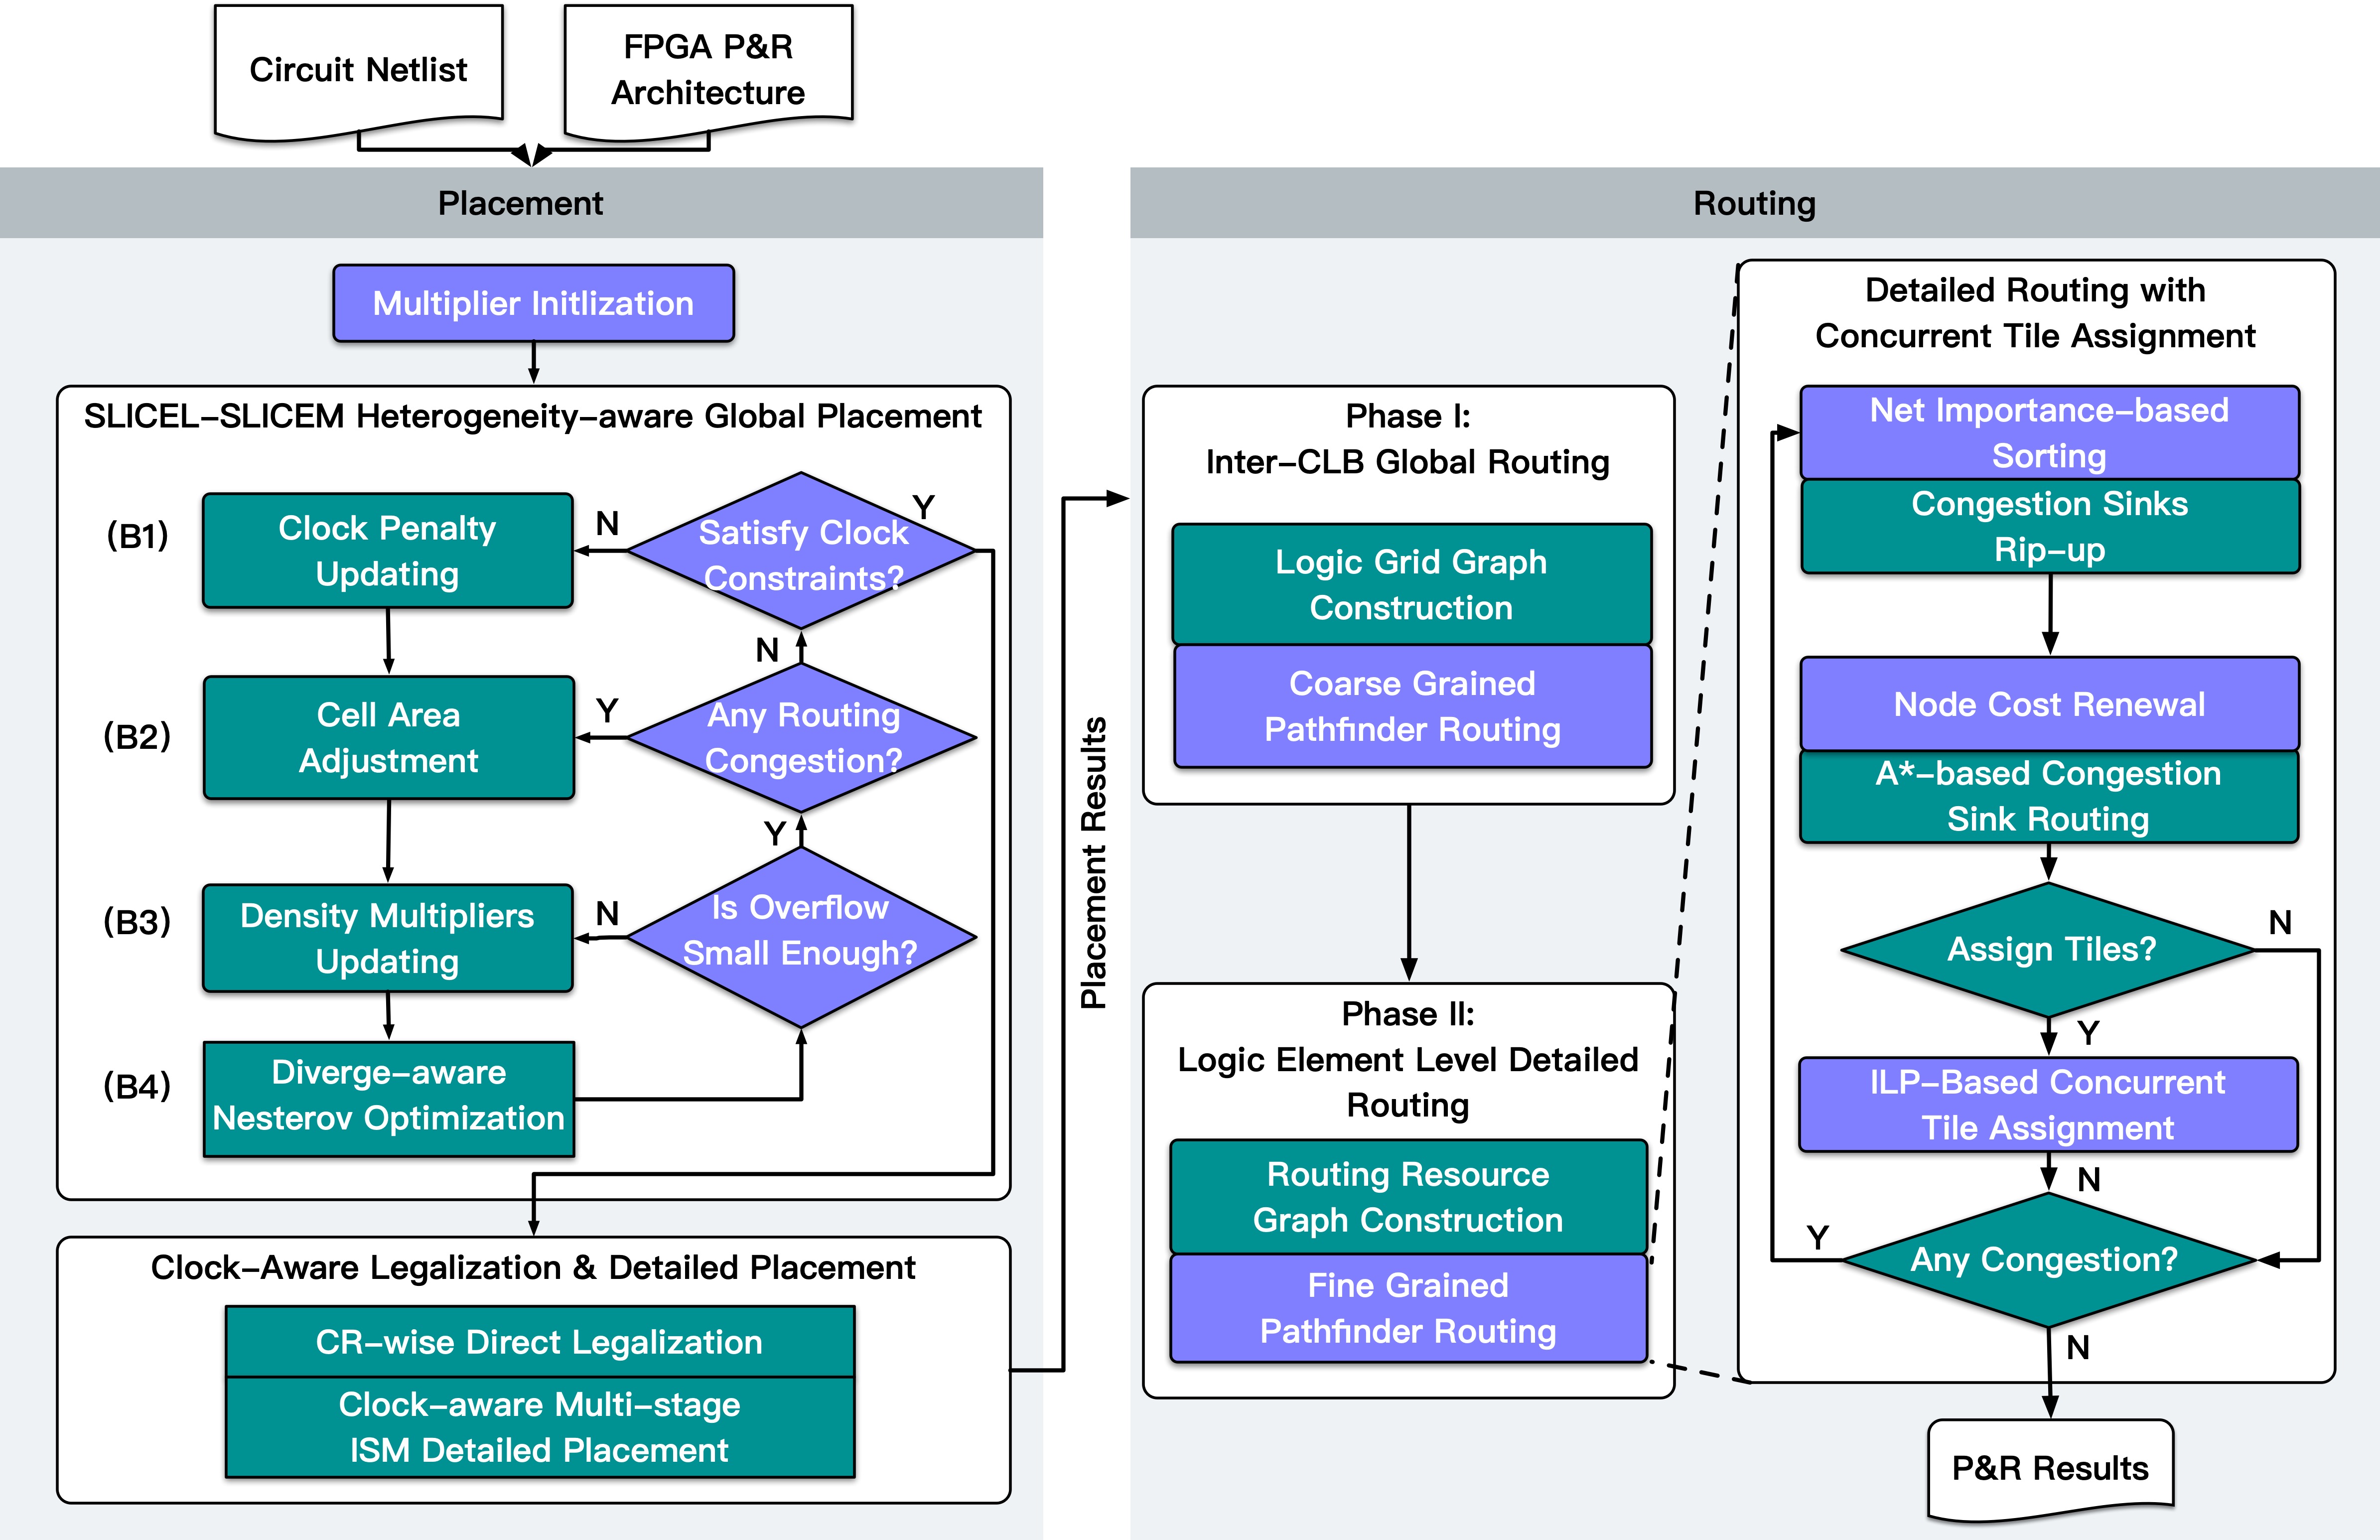 Circuit Netlist
FPGA P&R
Architecture
Placement
Multiplier Initlization
SLICEL-SLICEM Heterogeneity-aware Global Placement
(B1)
Clock Penalty
Updating
N
Satisfy Clock
Constraints?
Y
N
(B2)
Cell Area
Adjustment
Y
Any Routing
Congestion?
Y
(B3)
Density Multipliers
Updating
N
Is Overflow
Small Enough?
(B4)
Diverge-aware
Nesterov Optimization
Clock-Aware Legalization & Detailed Placement
CR-wise Direct Legalization
Clock-aware Multi-stage
ISM Detailed Placement
Placement Results
Routing
Phase I:
Inter-CLB Global Routing
Logic Grid Graph
Construction
Coarse Grained
Pathfinder Routing
Phase II:
Logic Element Level Detailed
Routing
Routing Resource
Graph Construction
Fine Grained
Pathfinder Routing
Detailed Routing with
Concurrent Tile Assignment
Net Importance-based
Sorting
Congestion Sinks
Rip-up
Node Cost Renewal
A*-based Congestion
Sink Routing
Assign Tiles?
N
Y
ILP-Based Concurrent
Tile Assignment
N
Y
Any Congestion?
N
P&R Results